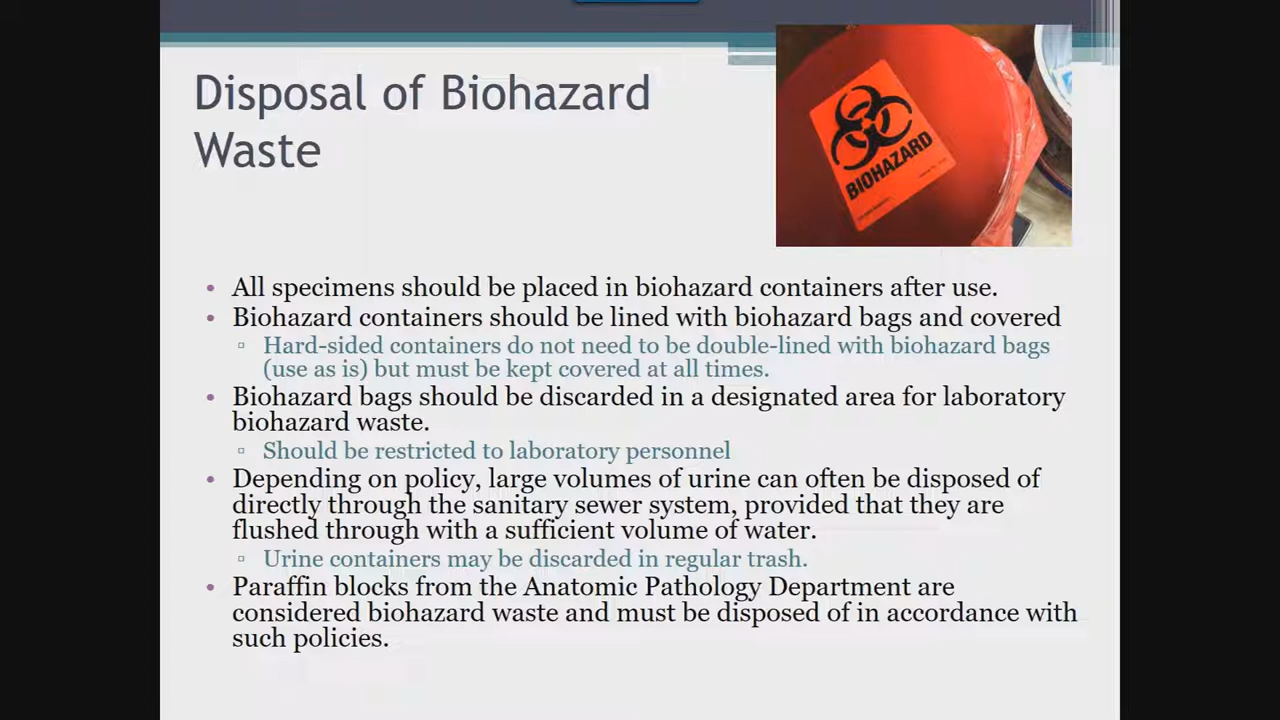 Disposal of Biohazard
Waste
BIOHAZARD
• All specimens should be placed in biohazard containers after use.
• Biohazard containers should be lined with biohazard bags and covered
▫ Hard-sided containers do not need to be double-lined with biohazard bags
(use as is) but must be kept covered at all times.
• Biohazard bags should be discarded in a designated area for laboratory
biohazard waste.
▫ Should be restricted to laboratory personnel
• Depending on policy, large volumes of urine can often be disposed of
directly through the sanitary sewer system, provided that they are
flushed through with a sufficient volume of water.
▫ Urine containers may be discarded in regular trash.
• Paraffin blocks from the Anatomic Pathology Department are
considered biohazard waste and must be disposed of in accordance with
such policies.